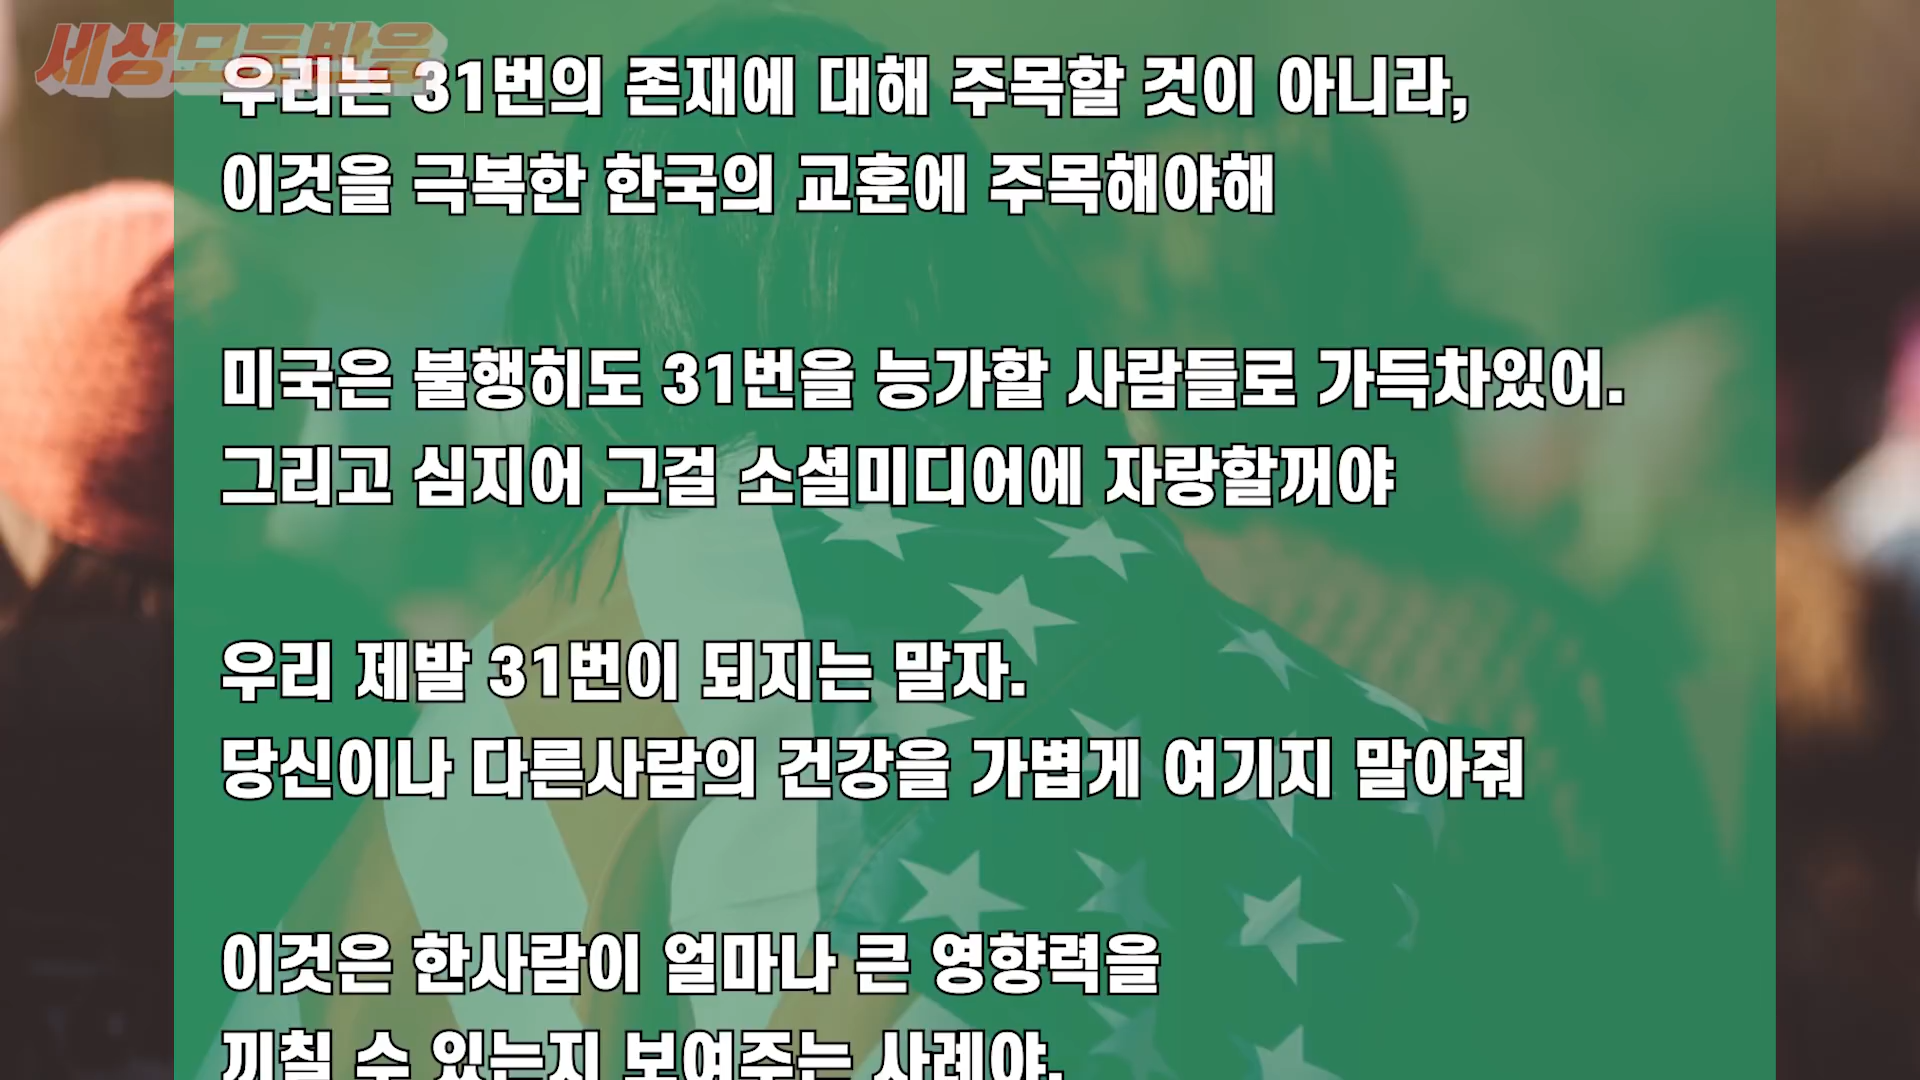 세상모든반응
우리는 31번의 존재에 대해 주목할 것이 아니라,
이것을 극복한 한국의 교훈에 주목해야해
미국은 불행히도 31번을 능가할 사람들로 가득차있어.
그리고 심지어 그걸 소셜미디어에 자랑할꺼야
우리 제발 31번이 되지는 말자.
당신이나 다른사람의 건강을 가볍게 여기지 말아줘
이것은 한사람이 얼마나 큰 영향력을
끼칠 수 있는지 보여주는 사례야.